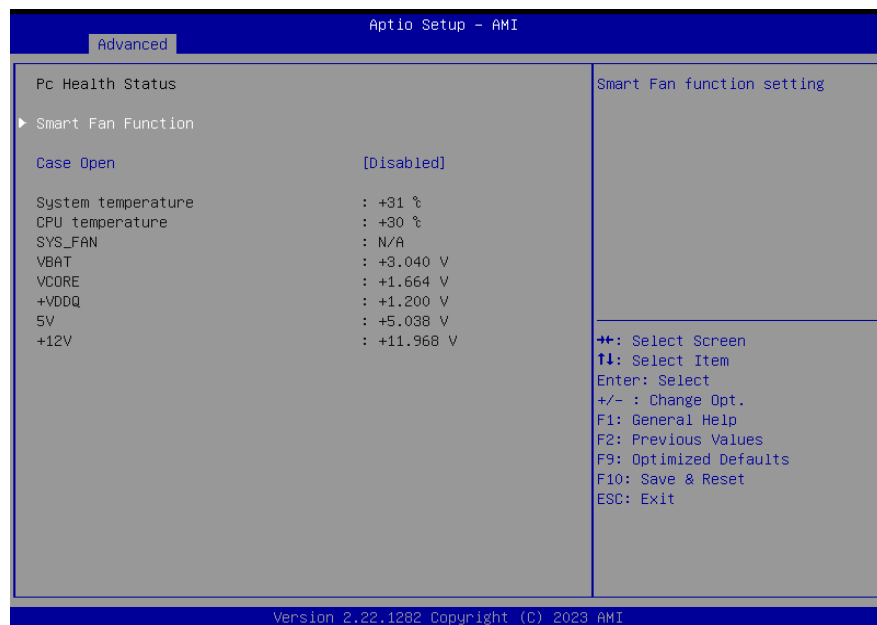 Aptio Setup – AMI
Advanced
Pc Health Status
Smart Fan Function
Case Open [Disabled]
System temperature : +31 ℃
CPU temperature : +30 ℃
SYS_FAN : N/A
VBAT : +3.040 V
VCORE : +1.664 V
+VDDQ : +1.200 V
5V : +5.038 V
+12V : +11.968 V
Smart Fan function setting
→←: Select Screen
↑↓: Select Item
Enter: Select
+/- : Change Opt.
F1: General Help
F2: Previous Values
F9: Optimized Defaults
F10: Save & Reset
ESC: Exit
Version 2.22.1282 Copyright (C) 2023 AMI